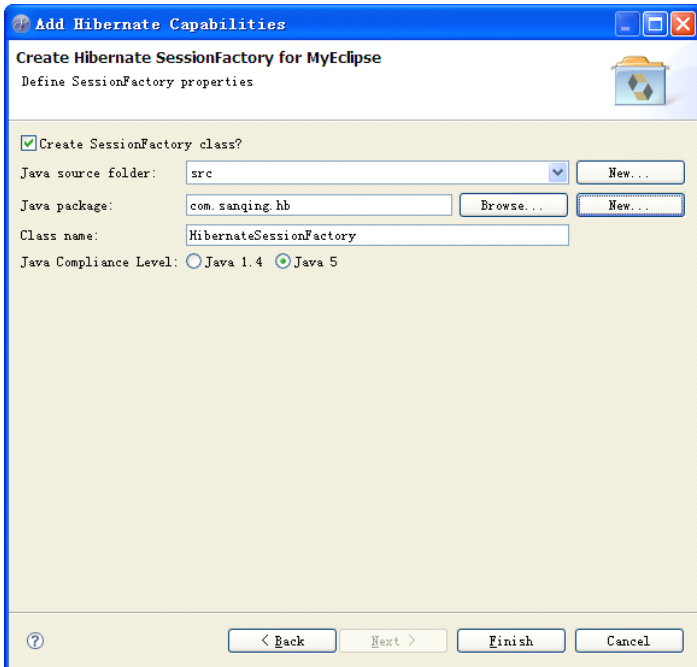 Add Hibernate Capabilities
Create Hibernate SessionFactory for MyEclipse
Define SessionFactory properties
Create SessionFactory class?
Java source folder: src New...
Java package: com.sanqing.hb Browse... New...
Class name: HibernateSessionFactory
Java Compliance Level: Java 1.4 Java 5
? < Back Next > Finish Cancel